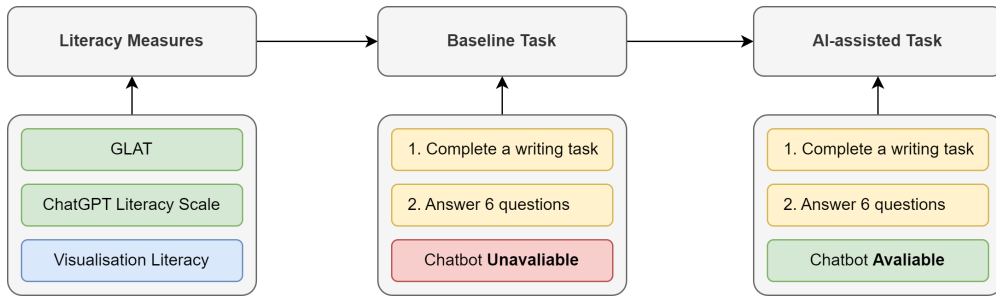 Literacy Measures
Baseline Task
AI-assisted Task
GLAT
ChatGPT Literacy Scale
Visualisation Literacy
1. Complete a writing task
2. Answer 6 questions
Chatbot Unavaliable
1. Complete a writing task
2. Answer 6 questions
Chatbot Avaliable